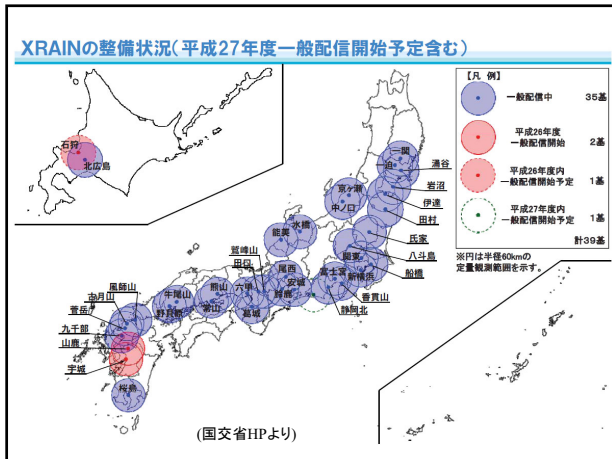 XRAINの整備状況(平成27年度一般配信開始予定含む)
【凡 例】
一般配信中 35基
平成26年度
一般配信開始 2基
平成26年度内
一般配信開始予定 1基
平成27年度内
一般配信開始予定 1基
計39基
※円は半径60kmの
定量観測範囲を示す。
石狩
北広島
一関
一迫
涌谷
岩沼
伊達
田村
氏家
八斗島
船橋
京ヶ瀬
中ノ口
水橋
能美
関東
新横浜
富士宮
香貫山
静岡北
鷲峰山
田口
尾西
安城
鈴鹿
六甲
葛城
熊山
常山
牛尾山
野貝原
風師山
古月山
菅岳
九千部
山鹿
宇城
桜島
(国交省HPより)